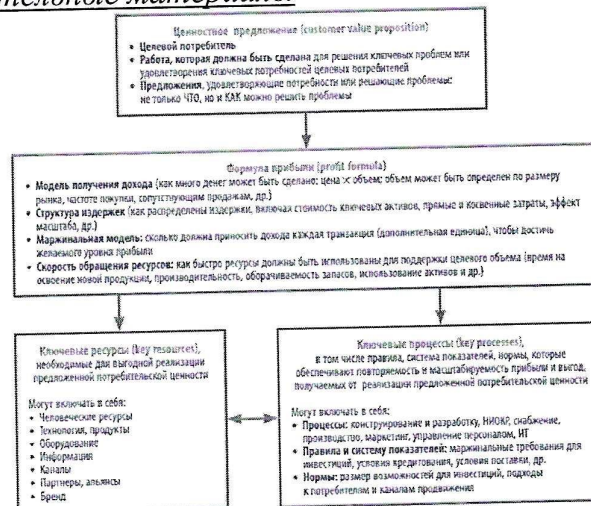 тельные материалы
Ценностное предложение (customer value proposition)
• Целевой потребитель
• Работа, которая должна быть сделана для решения ключевых проблем или
удовлетворения ключевых потребностей целевых потребителей
• Предложения, удовлетворяющие потребности или решающие проблемы:
не только ЧТО, но и КАК можно решить проблемы
Формула прибыли (profit formula)
• Модель получения дохода (как много денег может быть сделано: цена × объем: объем может быть определен по размеру
рынка, частоте покупки, сопутствующим продажам, др.)
• Структура издержек (как распределены издержки, включая стоимость ключевых активов, прямые и косвенные затраты, эффект
масштаба, др.)
• Маржинальная модель: сколько должна приносить дохода каждая транзакция (дополнительная единица), чтобы достичь
желаемого уровня прибыли
• Скорость обращения ресурсов: как быстро ресурсы должны быть использованы для поддержки целевого объема (время на
освоение новой продукции, производительность, оборачиваемость запасов, использование активов и др.)
Ключевые ресурсы (key resources),
необходимые для выгодной реализации
предложенной потребительской ценности
Могут включать в себя:
• Человеческие ресурсы
• Технология, продукты
• Оборудование
• Информация
• Каналы
• Партнеры, альянсы
• Бренд
Ключевые процессы (key processes),
в том числе правила, система показателей, нормы, которые
обеспечивают повторяемость и масштабируемость прибыли и выгод,
получаемых от реализации предложенной потребительской ценности
Могут включать в себя:
• Процессы: конструирование и разработку, НИОКР, снабжение,
производство, маркетинг, управление персоналом, ИТ
• Правила и систему показателей: маржинальные требования для
инвестиций, условия кредитования, условия поставки, др.
• Нормы: размер возможностей для инвестиций, подходы
к потребителям и каналам продвижения